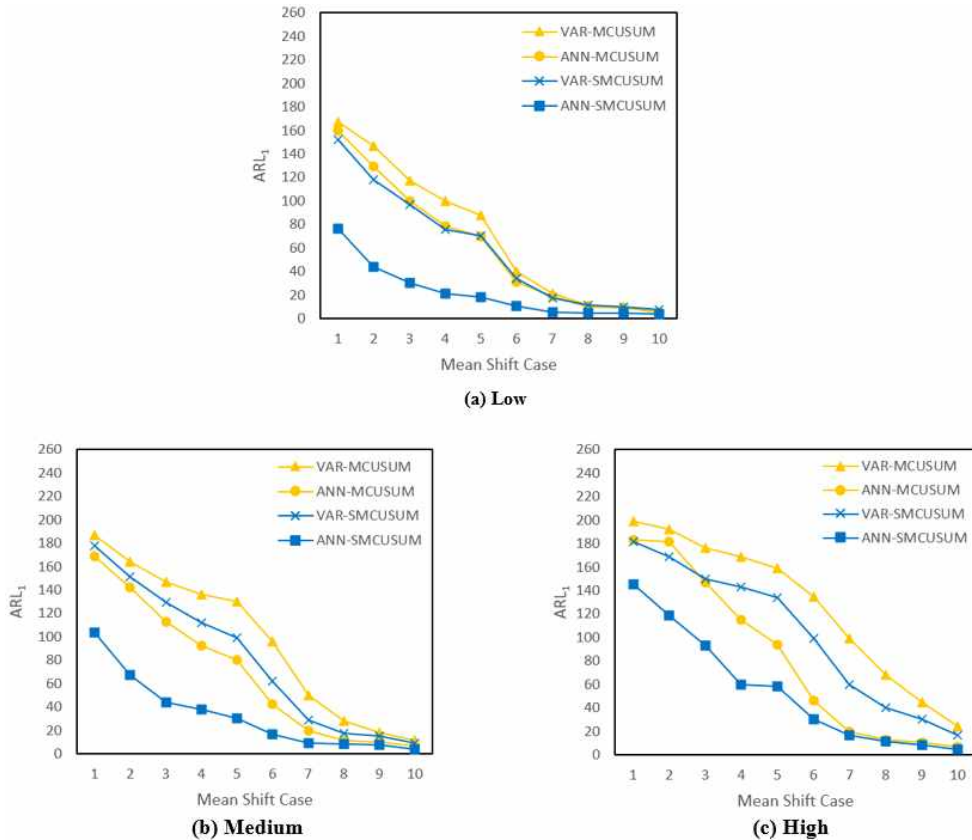 260
240
220
200
180
160
140
120
100
80
60
40
20
0
ARL1
VAR-MCUSUM
ANN-MCUSUM
VAR-SMCUSUM
ANN-SMCUSUM
1 2 3 4 5 6 7 8 9 10
Mean Shift Case
(a) Low
260
240
220
200
180
160
140
120
100
80
60
40
20
0
ARL1
VAR-MCUSUM
ANN-MCUSUM
VAR-SMCUSUM
ANN-SMCUSUM
1 2 3 4 5 6 7 8 9 10
Mean Shift Case
(b) Medium
260
240
220
200
180
160
140
120
100
80
60
40
20
0
ARL1
VAR-MCUSUM
ANN-MCUSUM
VAR-SMCUSUM
ANN-SMCUSUM
1 2 3 4 5 6 7 8 9 10
Mean Shift Case
(c) High